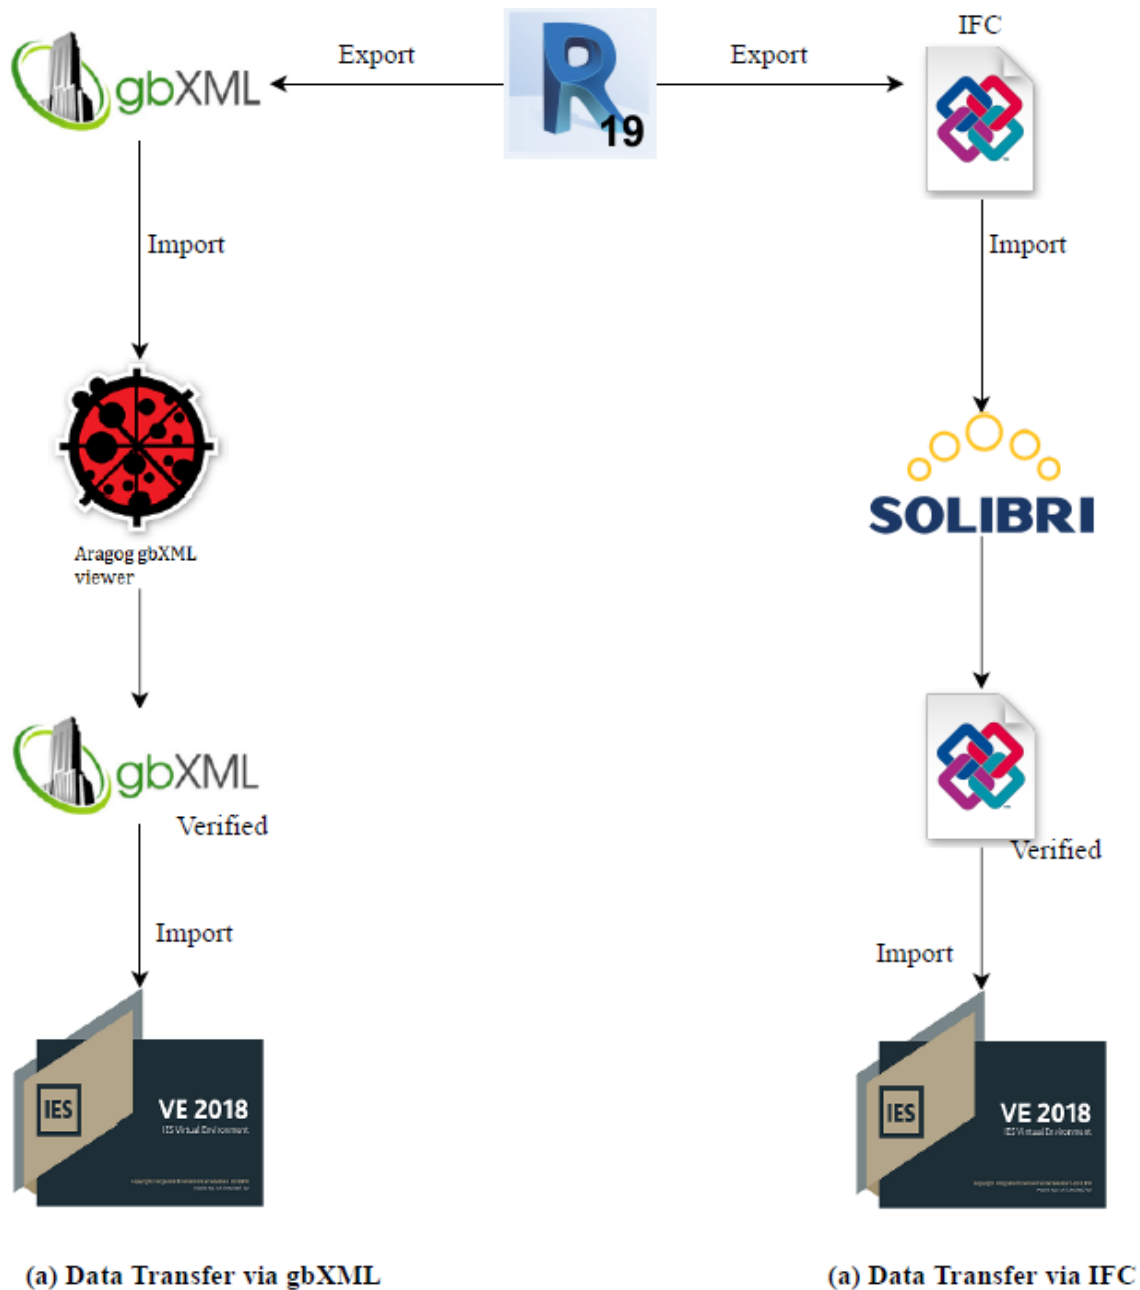 IFC
Export
Export
gbXML
19
Import
Import
SOLIBRI
Aragog gbXML
viewer
gbXML
Verified
Verified
Import
Import
IES
VE 2018
IES Virtual Environment
IES
VE 2018
IES Virtual Environment
(a) Data Transfer via gbXML
(a) Data Transfer via IFC